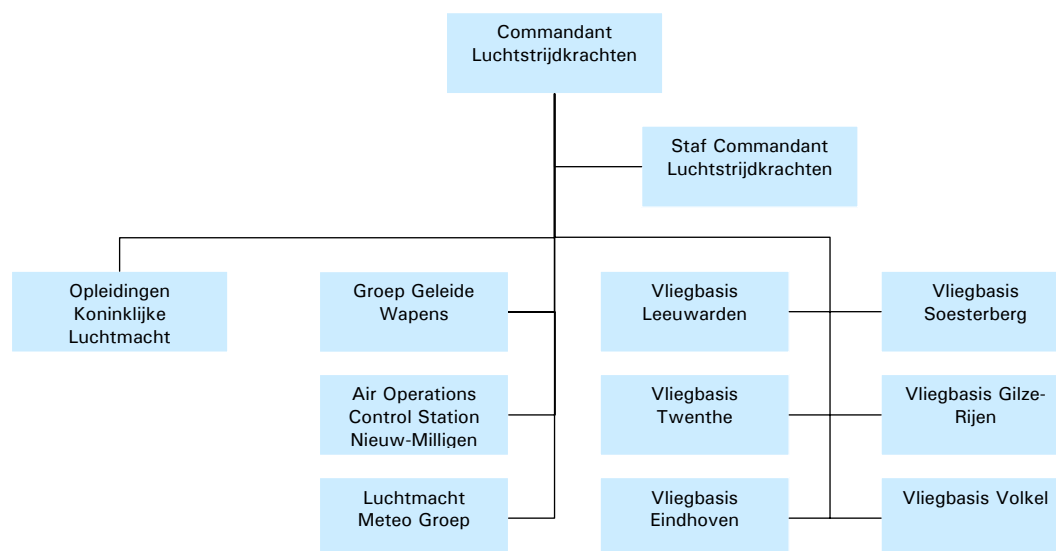 Commandant
Luchtstrijdkrachten
Staf Commandant
Luchtstrijdkrachten
Opleidingen
Koninklijke
Luchtmacht
Groep Geleide
Wapens
Vliegbasis
Leeuwarden
Vliegbasis
Soesterberg
Air Operations
Control Station
Nieuw-Milligen
Vliegbasis
Twenthe
Vliegbasis Gilze-
Rijen
Luchtmacht
Meteo Groep
Vliegbasis
Eindhoven
Vliegbasis Volkel